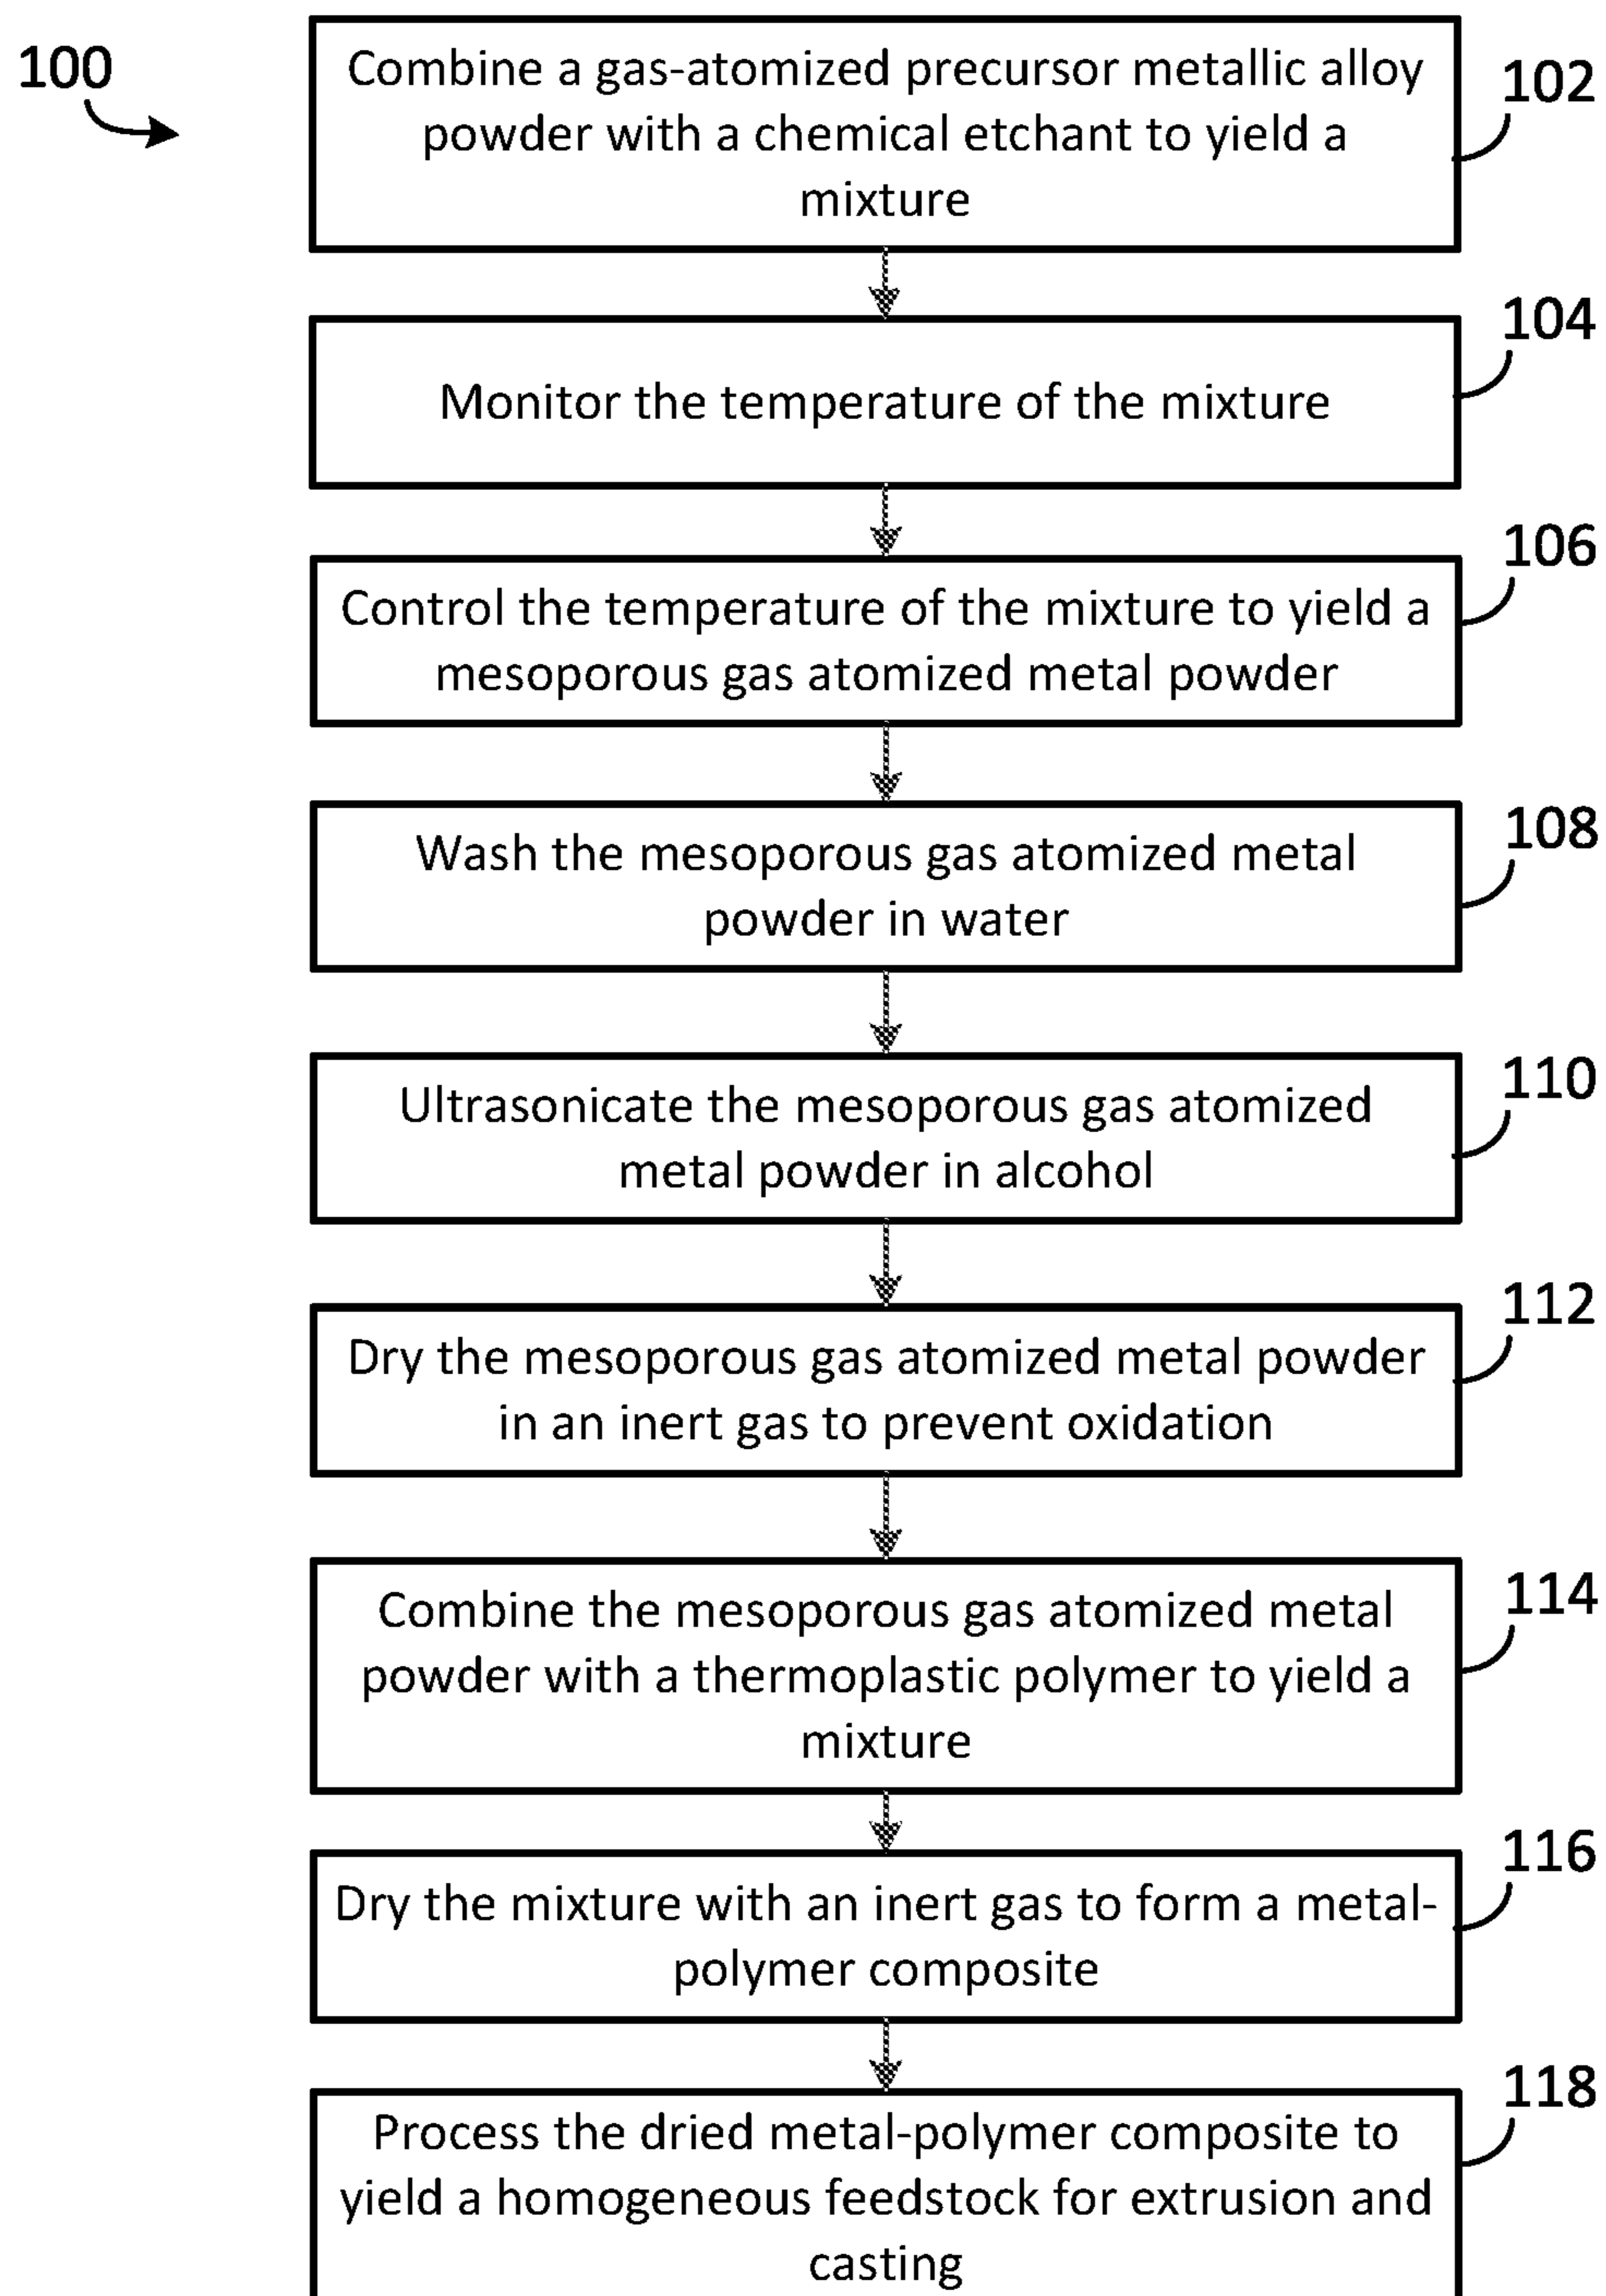 100
Combine a gas-atomized precursor metallic alloy
powder with a chemical etchant to yield a
mixture
102
Monitor the temperature of the mixture
104
Control the temperature of the mixture to yield a
mesoporous gas atomized metal powder
106
Wash the mesoporous gas atomized metal
powder in water
108
Ultrasonicate the mesoporous gas atomized
metal powder in alcohol
110
Dry the mesoporous gas atomized metal powder
in an inert gas to prevent oxidation
112
Combine the mesoporous gas atomized metal
powder with a thermoplastic polymer to yield a
mixture
114
Dry the mixture with an inert gas to form a metal-
polymer composite
116
Process the dried metal-polymer composite to
yield a homogeneous feedstock for extrusion and
casting
118